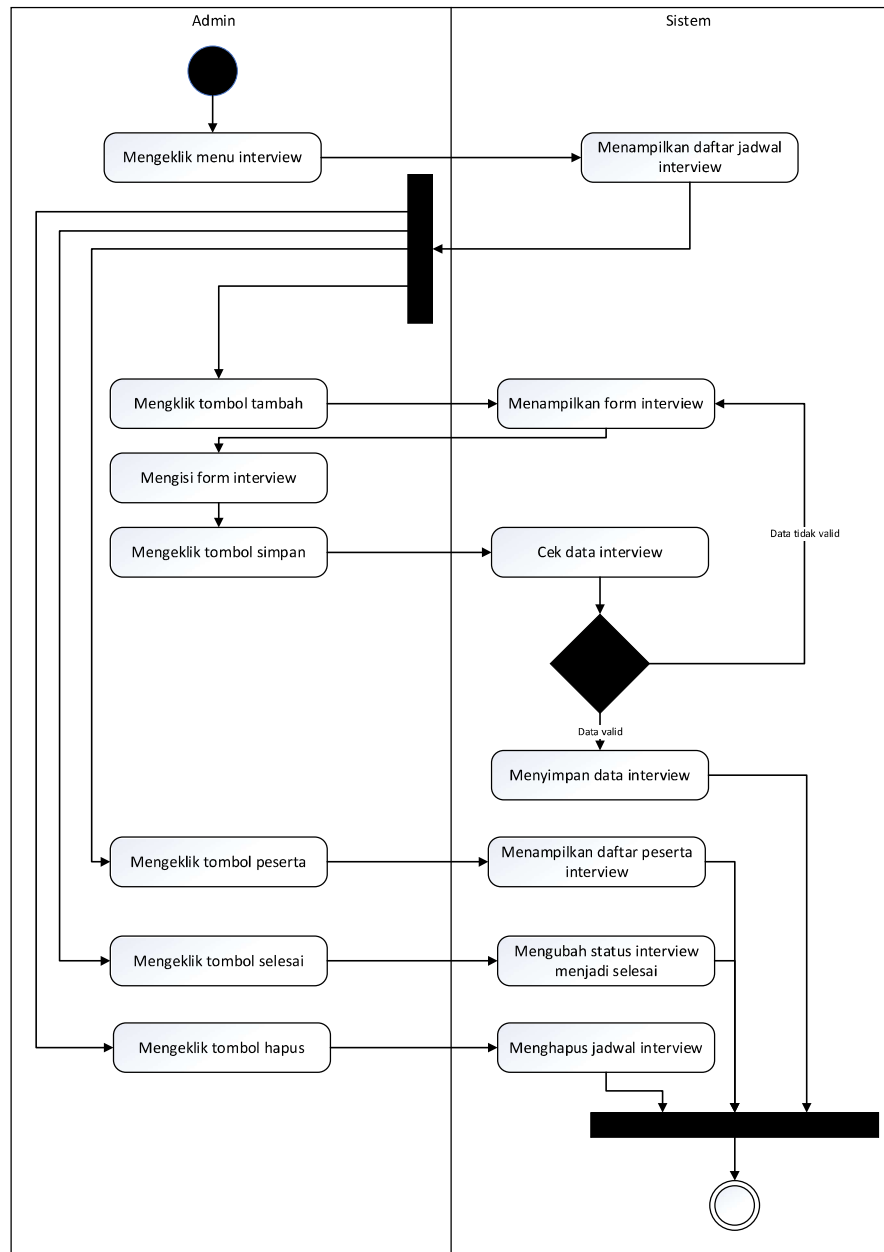 Admin
Sistem
Mengeklik menu interview
Menampilkan daftar jadwal
interview
Mengklik tombol tambah
Menampilkan form interview
Mengisi form interview
Mengeklik tombol simpan
Cek data interview
Data tidak valid
Data valid
Menyimpan data interview
Mengeklik tombol peserta
Menampilkan daftar peserta
interview
Mengeklik tombol selesai
Mengubah status interview
menjadi selesai
Mengeklik tombol hapus
Menghapus jadwal interview